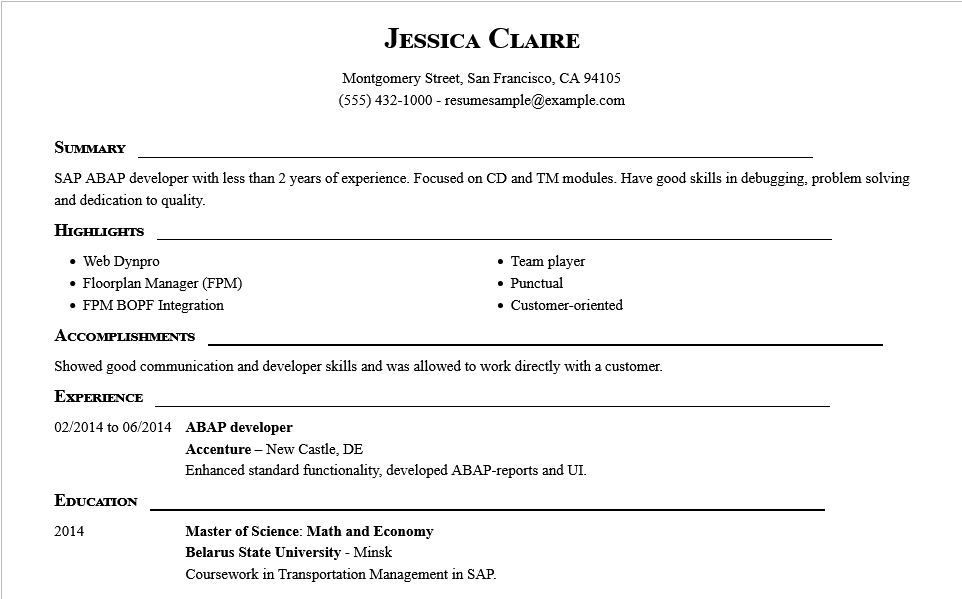 Jessica Claire
Montgomery Street, San Francisco, CA 94105
(555) 432-1000 - resumesample@example.com
Summary
SAP ABAP developer with less than 2 years of experience. Focused on CD and TM modules. Have good skills in debugging, problem solving
and dedication to quality.
Highlights
• Web Dynpro
• Floorplan Manager (FPM)
• FPM BOPF Integration
• Team player
• Punctual
• Customer-oriented
Accomplishments
Showed good communication and developer skills and was allowed to work directly with a customer.
Experience
02/2014 to 06/2014 ABAP developer
Accenture – New Castle, DE
Enhanced standard functionality, developed ABAP-reports and UI.
Education
2014 Master of Science: Math and Economy
Belarus State University - Minsk
Coursework in Transportation Management in SAP.